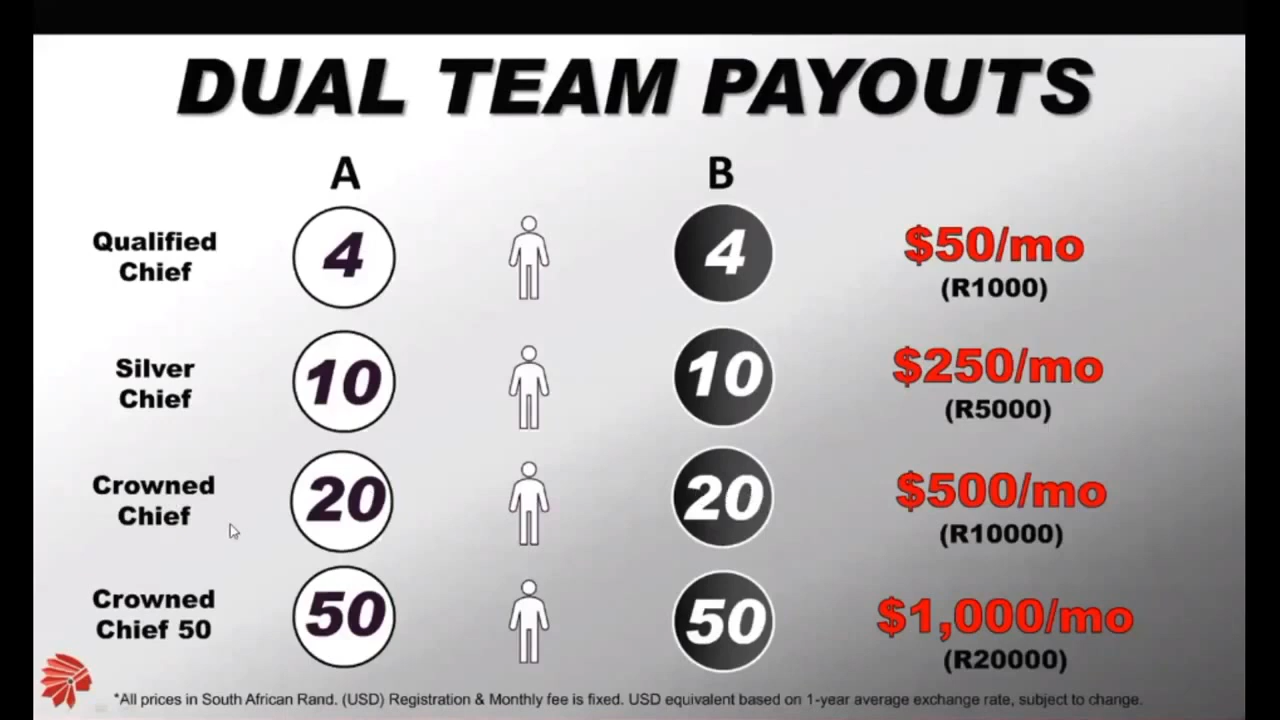 DUAL TEAM PAYOUTS
A
B
Qualified
Chief
4
4
$50/mo
(R1000)
Silver
Chief
10
10
$250/mo
(R5000)
Crowned
Chief
20
20
$500/mo
(R10000)
Crowned
Chief 50
50
50
$1,000/mo
(R20000)
*All prices in South African Rand. (USD) Registration & Monthly fee is fixed. USD equivalent based on 1-year average exchange rate, subject to change.